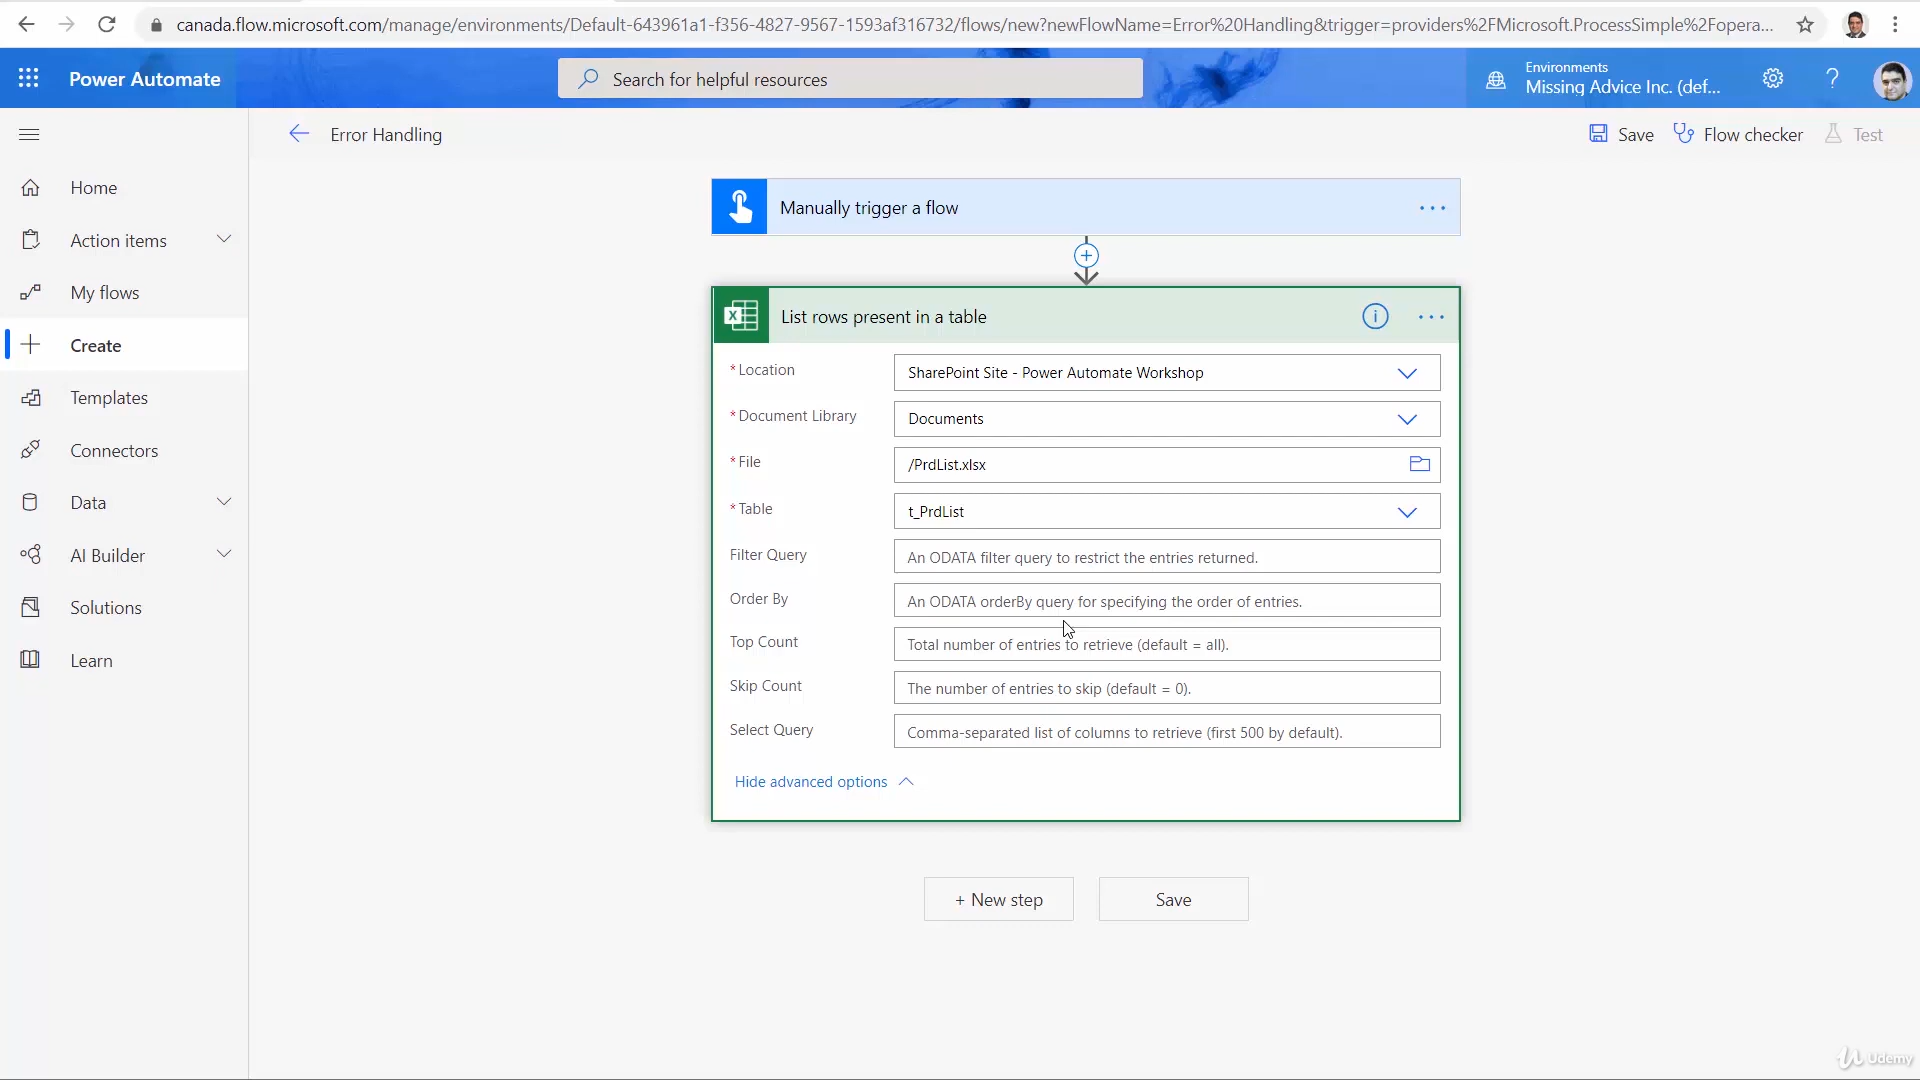 canada.flow.microsoft.com/manage/environments/Default-643961a1-f356-4827-9567-1593af316732/flows/new?newFlowName=Error%20Handling&trigger=providers%2FMicrosoft.ProcessSimple%2Fopera...
Power Automate
Search for helpful resources
Environments
Missing Advice Inc. (def...
Error Handling
Save
Flow checker
Test
Home
Action items
My flows
Create
Templates
Connectors
Data
AI Builder
Solutions
Learn
Manually trigger a flow
List rows present in a table
* Location
SharePoint Site - Power Automate Workshop
* Document Library
Documents
* File
/PrdList.xlsx
* Table
t_PrdList
Filter Query
An ODATA filter query to restrict the entries returned.
Order By
An ODATA orderBy query for specifying the order of entries.
Top Count
Total number of entries to retrieve (default = all).
Skip Count
The number of entries to skip (default = 0).
Select Query
Comma-separated list of columns to retrieve (first 500 by default).
Hide advanced options
+ New step
Save
Udemy